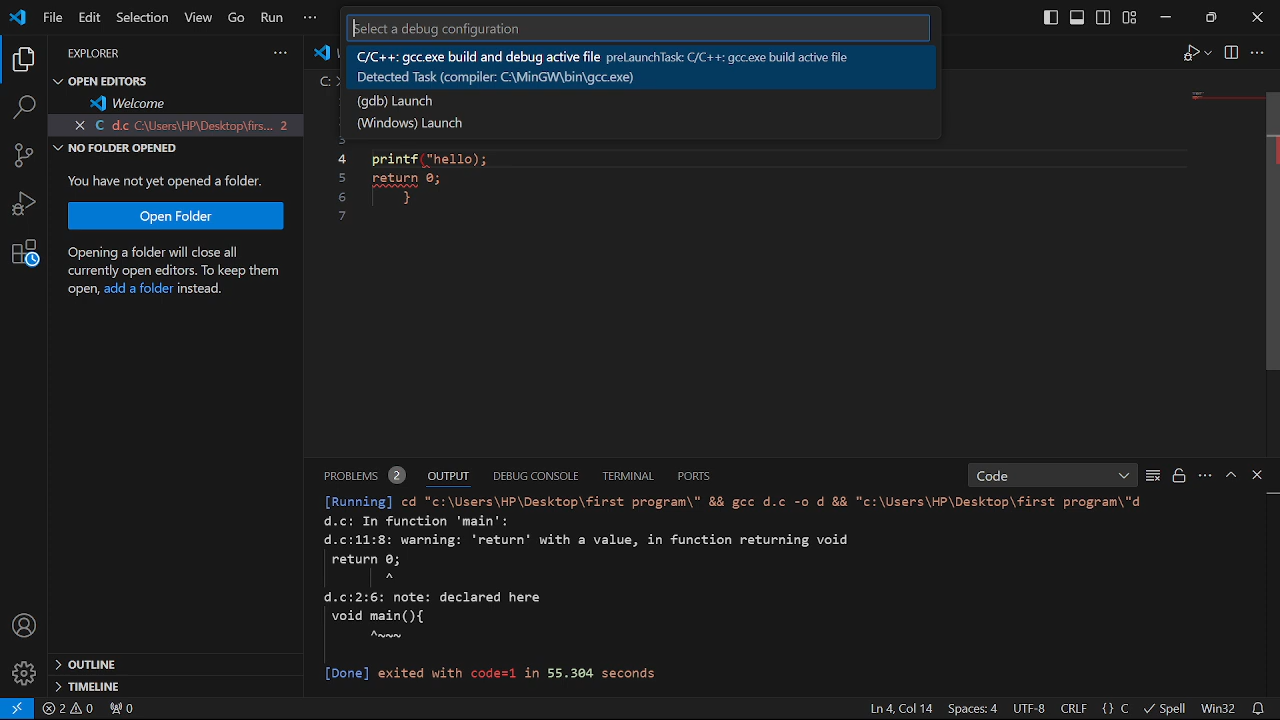 File Edit Selection View Go Run ···
Select a debug configuration
C/C++: gcc.exe build and debug active file preLaunchTask: C/C++: gcc.exe build active file
Detected Task (compiler: C:\MinGW\bin\gcc.exe)
(gdb) Launch
(Windows) Launch
EXPLORER
OPEN EDITORS
Welcome
C d.c C:\Users\HP\Desktop\firs... 2
NO FOLDER OPENED
You have not yet opened a folder.
Open Folder
Opening a folder will close all
currently open editors. To keep them
open, add a folder instead.
OUTLINE
TIMELINE
C:
3
4 printf("hello);
5 return 0;
6 }
7
PROBLEMS 2 OUTPUT DEBUG CONSOLE TERMINAL PORTS Code
[Running] cd "c:\Users\HP\Desktop\first program\" && gcc d.c -o d && "c:\Users\HP\Desktop\first program\"d
d.c: In function 'main':
d.c:11:8: warning: 'return' with a value, in function returning void
return 0;
^
d.c:2:6: note: declared here
void main(){
^~~~
[Done] exited with code=1 in 55.304 seconds
2 0 0 Ln 4, Col 14 Spaces: 4 UTF-8 CRLF {} C Spell Win32